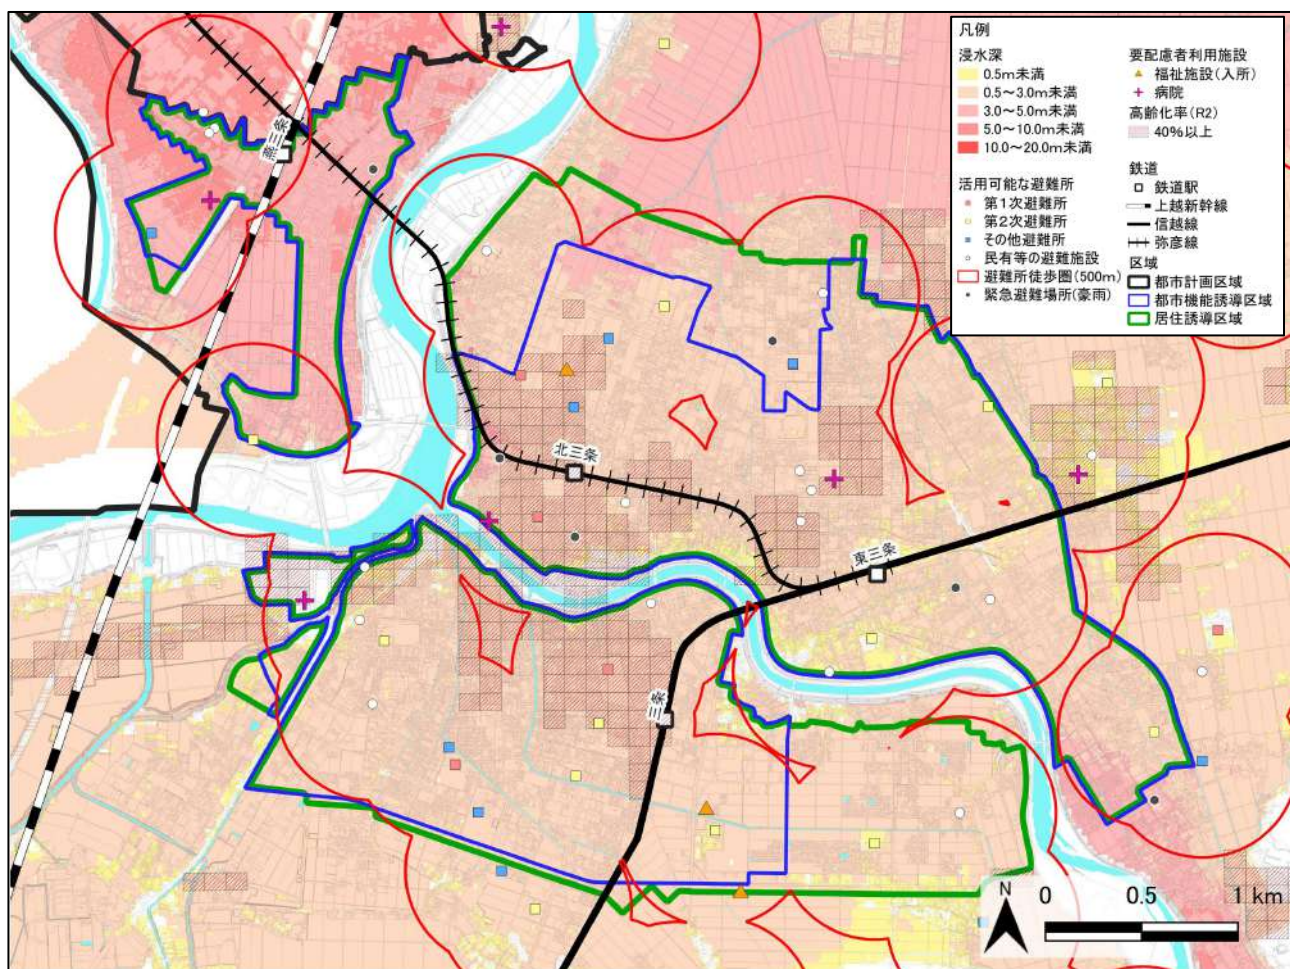 凡例
浸水深
0.5m未満
0.5～3.0m未満
3.0～5.0m未満
5.0～10.0m未満
10.0～20.0m未満
活用可能な避難所
第1次避難所
第2次避難所
その他避難所
民有等の避難施設
避難所徒歩圏(500m)
緊急避難場所(豪雨)
要配慮者利用施設
福祉施設(入所)
病院
高齢化率(R2)
40%以上
鉄道
鉄道駅
上越新幹線
信越線
弥彦線
区域
都市計画区域
都市機能誘導区域
居住誘導区域
燕三条
北三条
東三条
三条
N
0 0.5 1 km